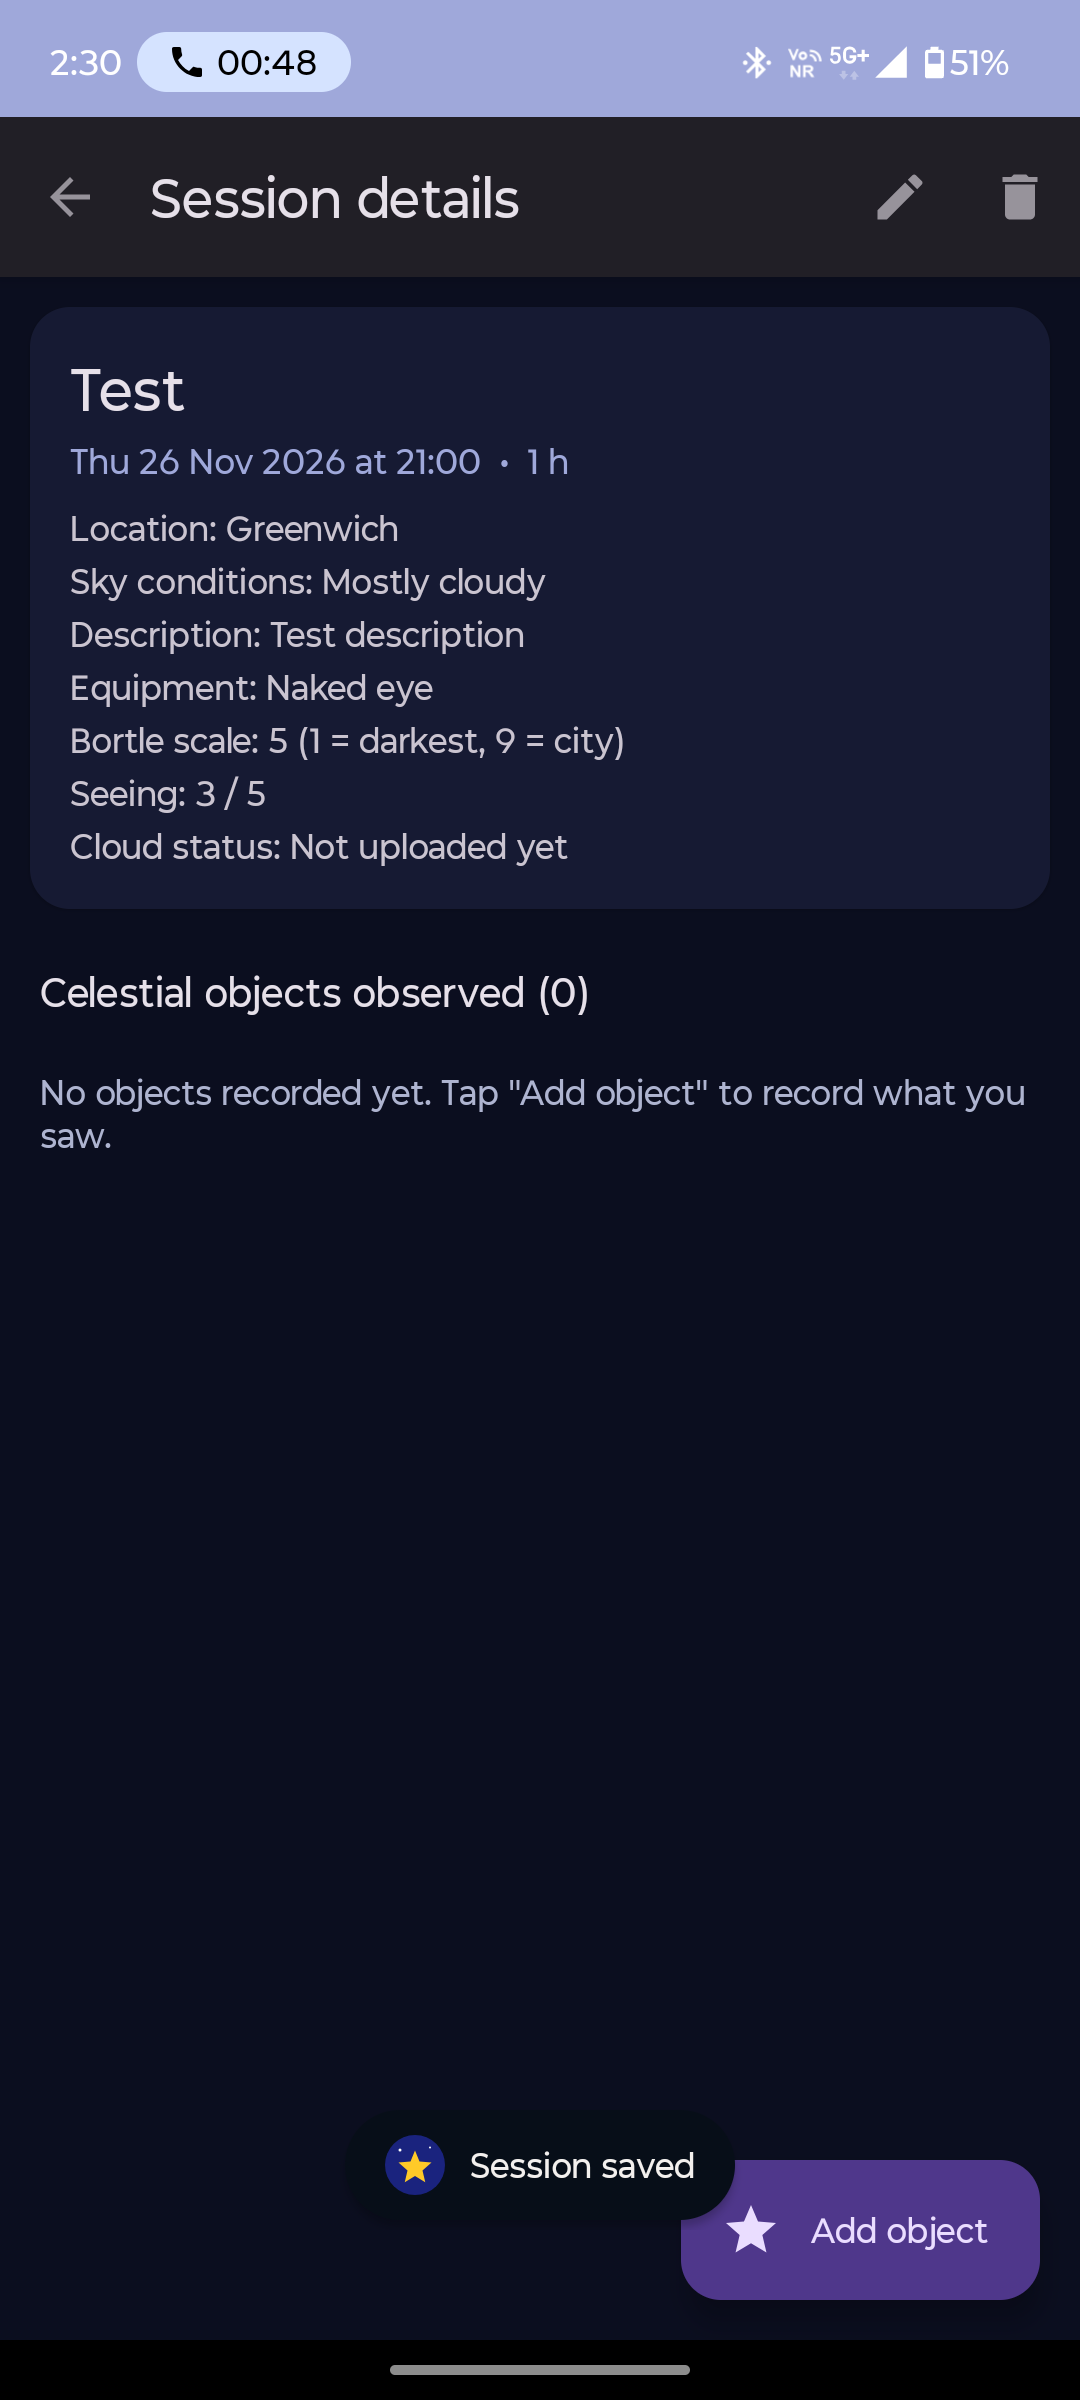 2:30 00:48 Vo NR 5G+ 51%
Session details
Test
Thu 26 Nov 2026 at 21:00 • 1 h
Location: Greenwich
Sky conditions: Mostly cloudy
Description: Test description
Equipment: Naked eye
Bortle scale: 5 (1 = darkest, 9 = city)
Seeing: 3 / 5
Cloud status: Not uploaded yet
Celestial objects observed (0)
No objects recorded yet. Tap "Add object" to record what you
saw.
Session saved
Add object